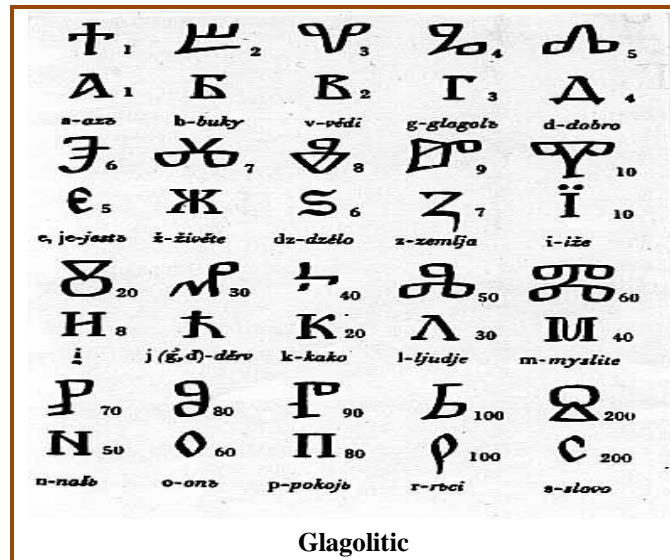 Ⰰ 1 Ⰱ 2 Ⰲ 3 Ⰳ 4 Ⰴ 5
А 1 Б В 2 Г 3 Д 4
a-azъ b-buky v-vědi g-glagolъ d-dobro
Ⰵ 6 Ⰶ 7 Ⰷ 8 Ⰸ 9 Ⰺ 10
Є 5 Ж Ѕ 6 З 7 Ї 10
e, je-jestъ ž-živěte dz-dzělo z-zemlja i-iže
Ⰹ 20 Ⰼ 30 Ⰽ 40 Ⰾ 50 Ⰿ 60
Н 8 Ћ К 20 Л 30 М 40
i j (ǵ, đ)-děrv k-kako l-ljudje m-myslite
Ⱀ 70 Ⱁ 80 Ⱂ 90 Ⱃ 100 Ⱄ 200
N 50 О 60 П 80 Р 100 С 200
n-našь o-onъ p-pokojь r-rъci s-slovo
Glagolitic